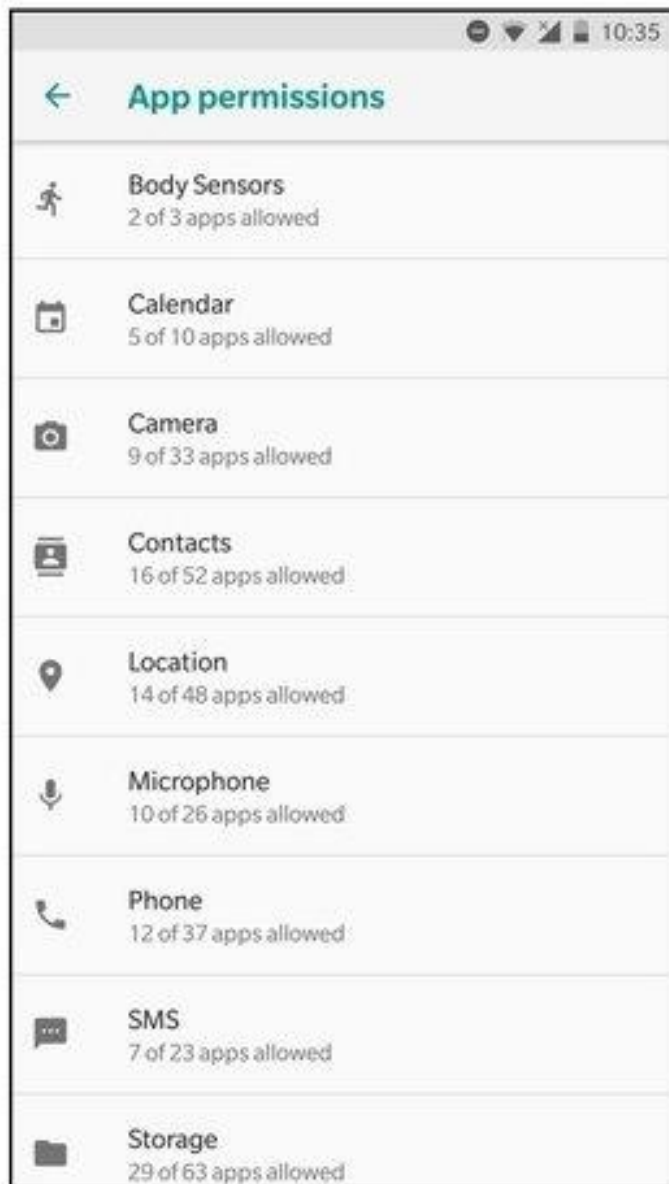 10:35
App permissions
Body Sensors
2 of 3 apps allowed
Calendar
5 of 10 apps allowed
Camera
9 of 33 apps allowed
Contacts
16 of 52 apps allowed
Location
14 of 48 apps allowed
Microphone
10 of 26 apps allowed
Phone
12 of 37 apps allowed
SMS
7 of 23 apps allowed
Storage
29 of 63 apps allowed